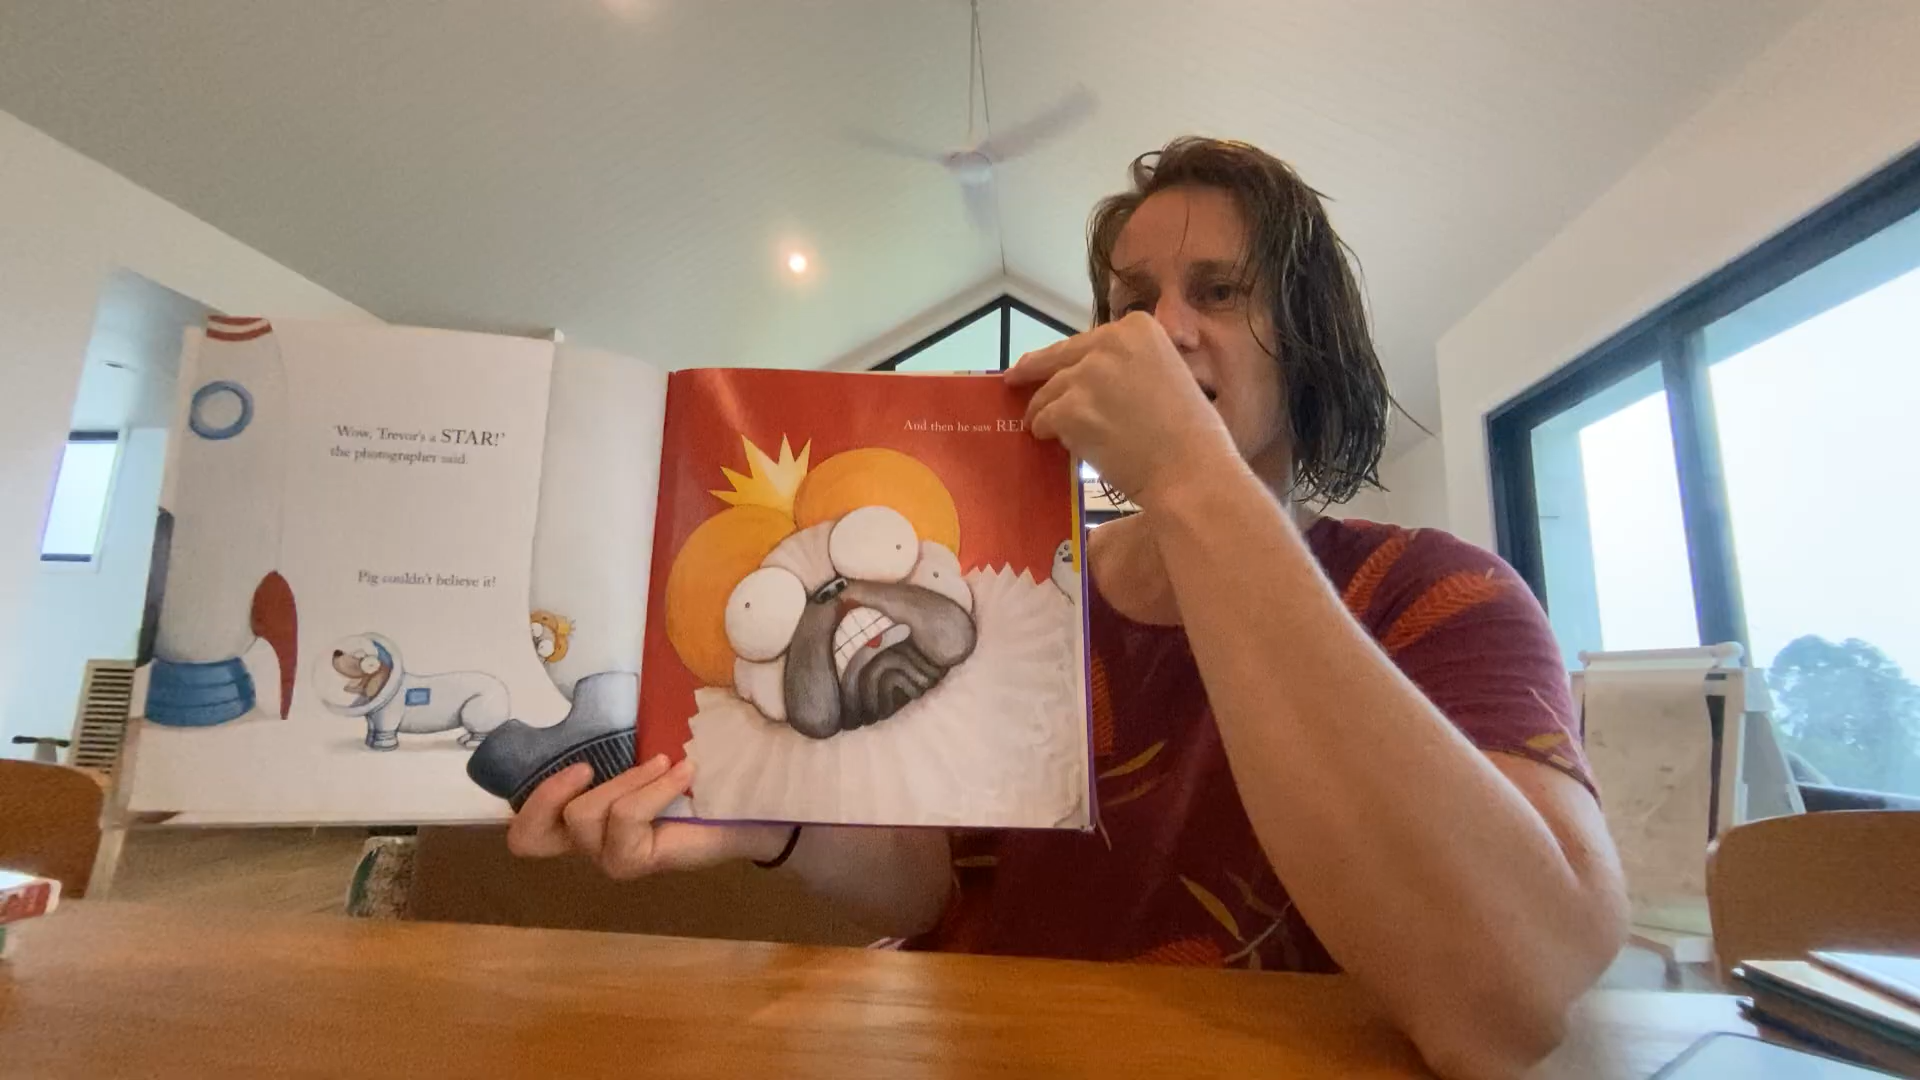 'Wow, Trevor's a STAR!'
the photographer said.
Pig couldn't believe it!
And then he saw